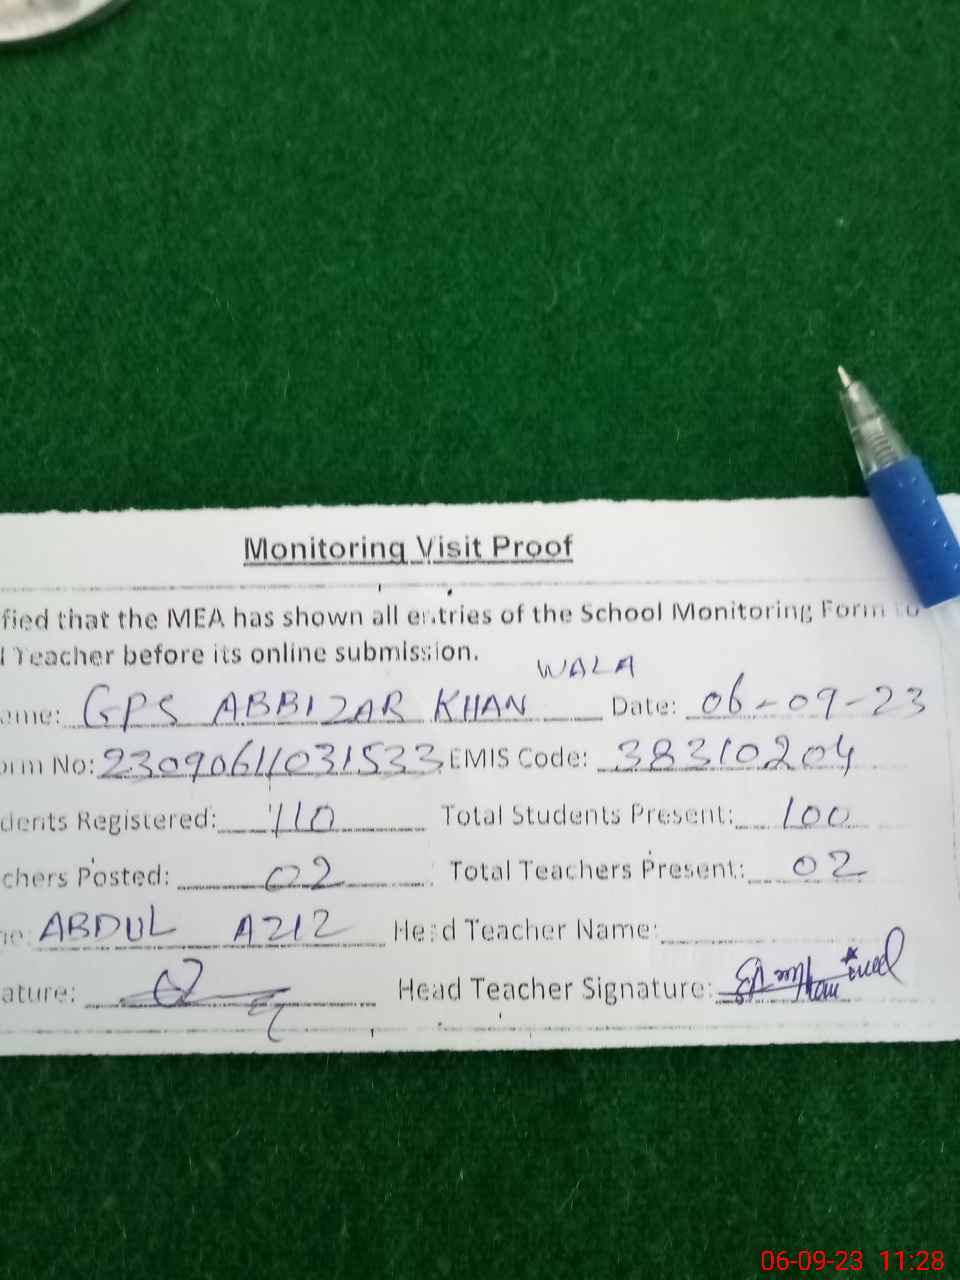 Monitoring Visit Proof
fied that the MEA has shown all entries of the School Monitoring Form to
l Teacher before its online submission.
WALA
ame: GPS ABBIZAR KHAN Date: 06-09-23
orm No: 23090611031533 EMIS Code: 38310204
dents Registered: 110 Total Students Present: 100
chers Posted: 02 Total Teachers Present: 02
ne: ABDUL AZIZ Head Teacher Name:
ature: Head Teacher Signature:
06-09-23 11:28